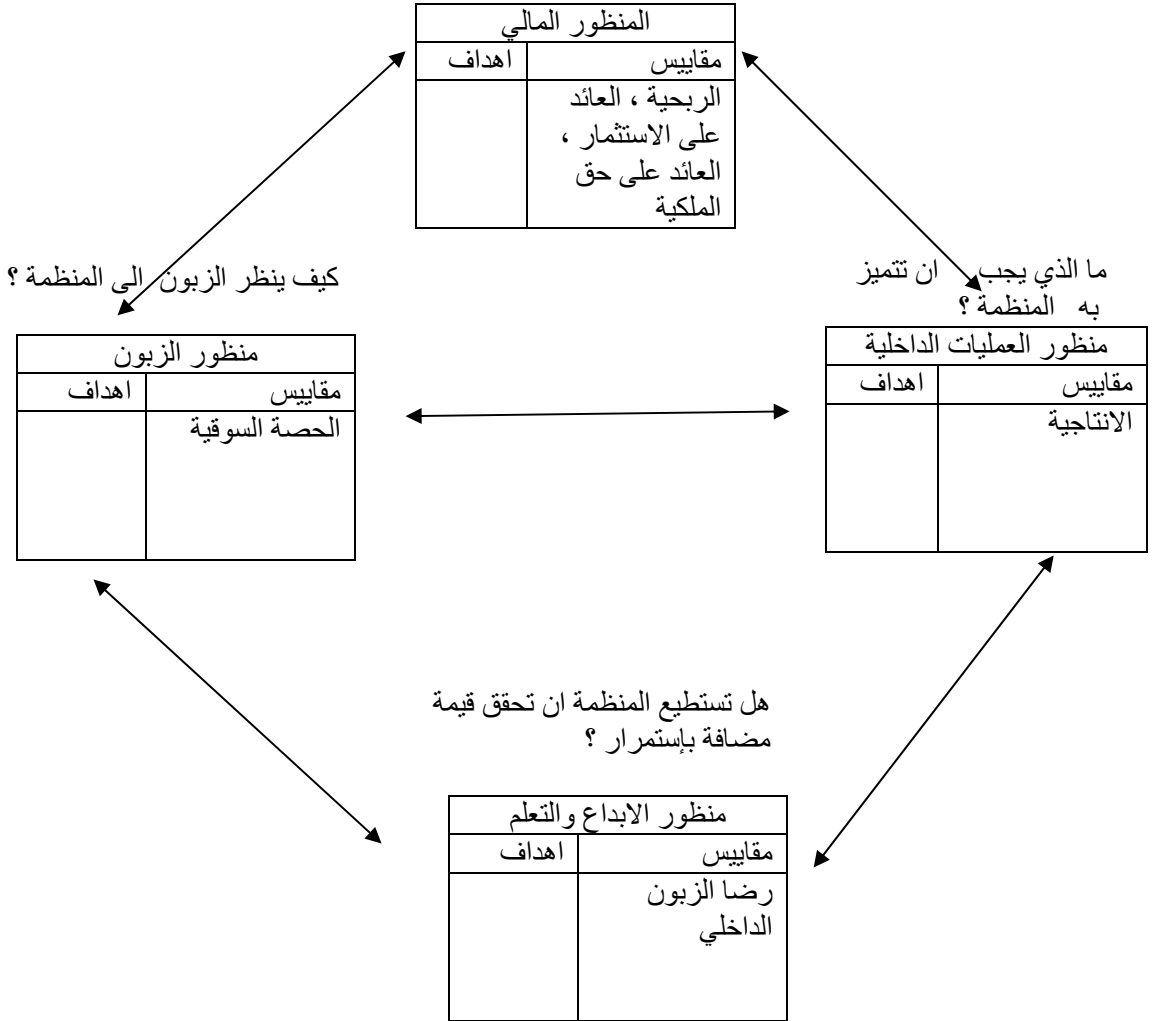 المنظور المالي
مقاييس اهداف
الربحية ، العائد
على الاستثمار ،
العائد على حق
الملكية
ما الذي يجب ان تتميز
به المنظمة ؟
كيف ينظر الزبون الى المنظمة ؟
منظور العمليات الداخلية
مقاييس اهداف
الانتاجية
منظور الزبون
مقاييس اهداف
الحصة السوقية
هل تستطيع المنظمة ان تحقق قيمة
مضافة بإستمرار ؟
منظور الابداع والتعلم
مقاييس اهداف
رضا الزبون
الداخلي